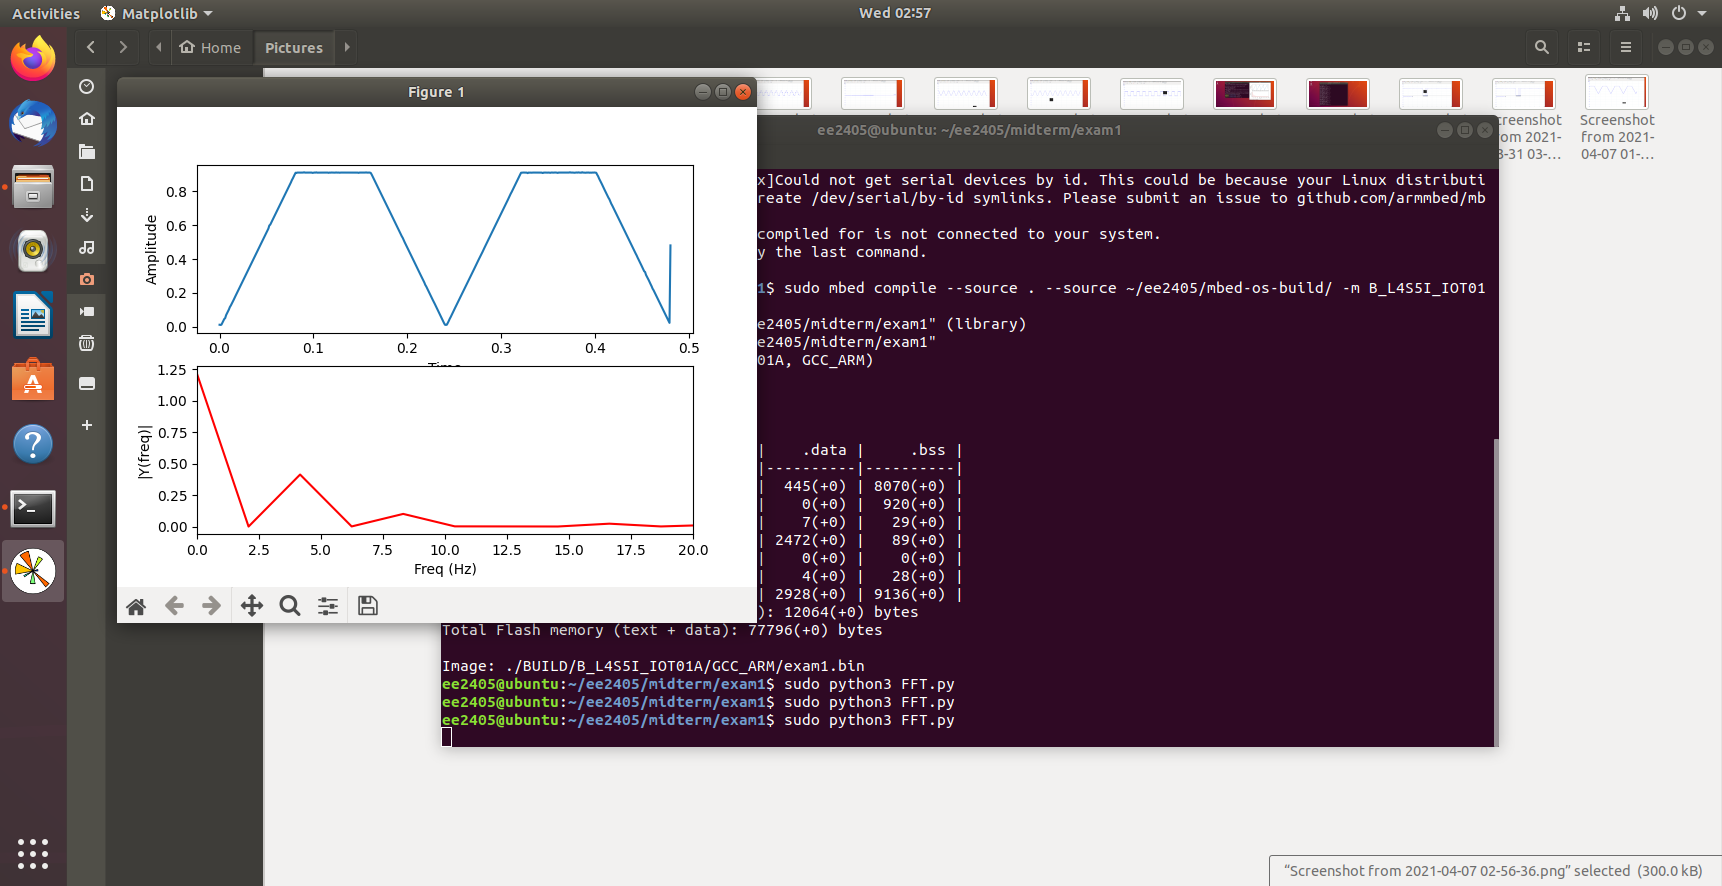 Activities
Matplotlib
Wed 02:57
Home
Pictures
Figure 1
0.8
0.6
0.4
0.2
0.0
Amplitude
0.0 0.1 0.2 0.3 0.4 0.5
1.25
1.00
0.75
0.50
0.25
0.00
|Y(freq)|
0.0 2.5 5.0 7.5 10.0 12.5 15.0 17.5 20.0
Freq (Hz)
creenshot
om 2021-
3-31 03-...
Screenshot
from 2021-
04-07 01-...
ee2405@ubuntu: ~/ee2405/midterm/exam1
x]Could not get serial devices by id. This could be because your Linux distributi
reate /dev/serial/by-id symlinks. Please submit an issue to github.com/armmbed/mb
compiled for is not connected to your system.
y the last command.
1$ sudo mbed compile --source . --source ~/ee2405/mbed-os-build/ -m B_L4S5I_IOT01
e2405/midterm/exam1" (library)
e2405/midterm/exam1"
01A, GCC_ARM)
| .data | .bss |
|----------|----------|
| 445(+0) | 8070(+0) |
| 0(+0) | 920(+0) |
| 7(+0) | 29(+0) |
| 2472(+0) | 89(+0) |
| 0(+0) | 0(+0) |
| 4(+0) | 28(+0) |
| 2928(+0) | 9136(+0) |
): 12064(+0) bytes
Total Flash memory (text + data): 77796(+0) bytes
Image: ./BUILD/B_L4S5I_IOT01A/GCC_ARM/exam1.bin
ee2405@ubuntu:~/ee2405/midterm/exam1$ sudo python3 FFT.py
ee2405@ubuntu:~/ee2405/midterm/exam1$ sudo python3 FFT.py
ee2405@ubuntu:~/ee2405/midterm/exam1$ sudo python3 FFT.py
“Screenshot from 2021-04-07 02-56-36.png” selected (300.0 kB)